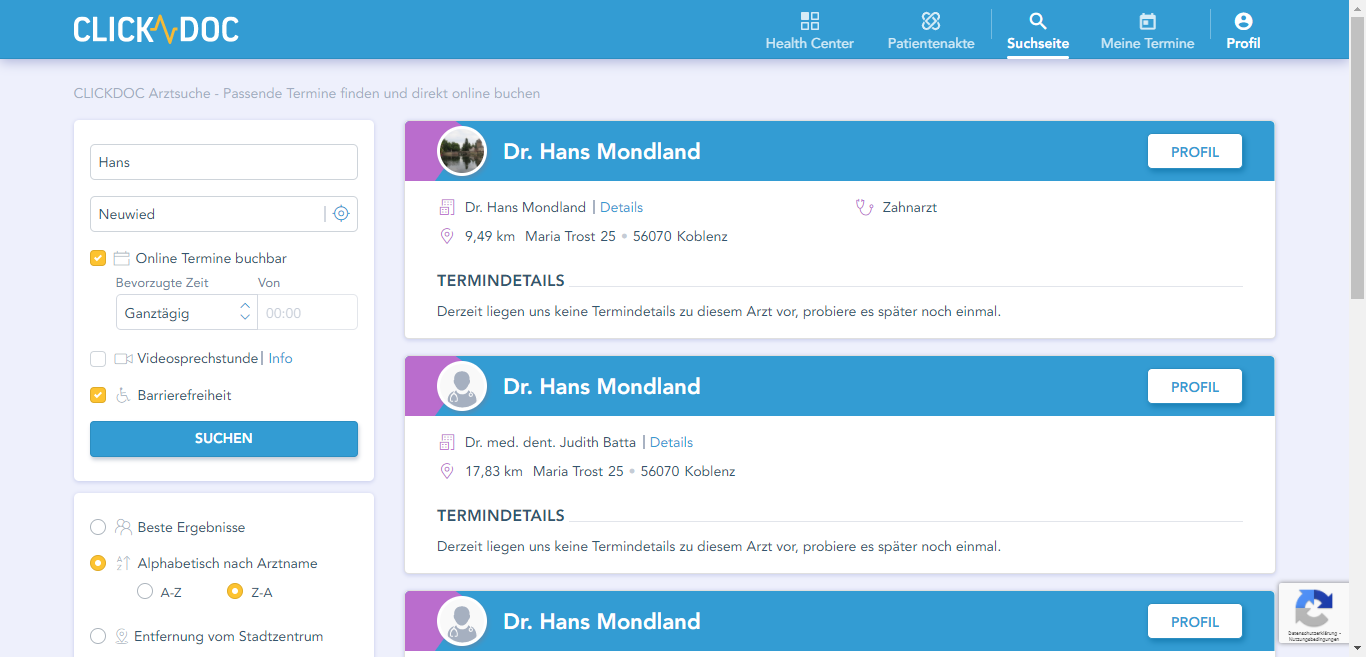 CLICKDOC
Health Center
Patientenakte
Suchseite
Meine Termine
Profil
CLICKDOC Arztsuche - Passende Termine finden und direkt online buchen
Hans
Neuwied
Online Termine buchbar
Bevorzugte Zeit Von
Ganztägig 00:00
Videosprechstunde | Info
Barrierefreiheit
SUCHEN
Beste Ergebnisse
Alphabetisch nach Arztname
A-Z Z-A
Entfernung vom Stadtzentrum
Dr. Hans Mondland PROFIL
Dr. Hans Mondland | Details Zahnarzt
9,49 km Maria Trost 25 • 56070 Koblenz
TERMINDETAILS
Derzeit liegen uns keine Termindetails zu diesem Arzt vor, probiere es später noch einmal.
Dr. Hans Mondland PROFIL
Dr. med. dent. Judith Batta | Details
17,83 km Maria Trost 25 • 56070 Koblenz
TERMINDETAILS
Derzeit liegen uns keine Termindetails zu diesem Arzt vor, probiere es später noch einmal.
Dr. Hans Mondland PROFIL
Datenschutzerklärung -
Nutzungsbedingungen